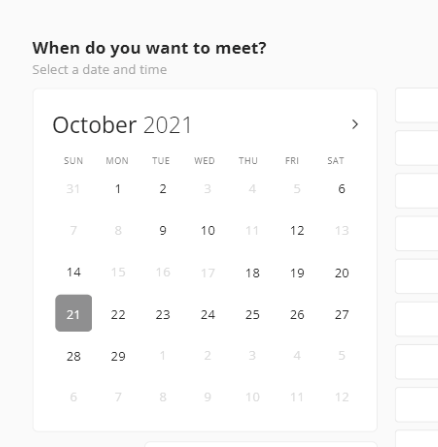 When do you want to meet?
Select a date and time
October 2021
SUN MON TUE WED THU FRI SAT
31 1 2 3 4 5 6
7 8 9 10 11 12 13
14 15 16 17 18 19 20
21 22 23 24 25 26 27
28 29 1 2 3 4 5
6 7 8 9 10 11 12